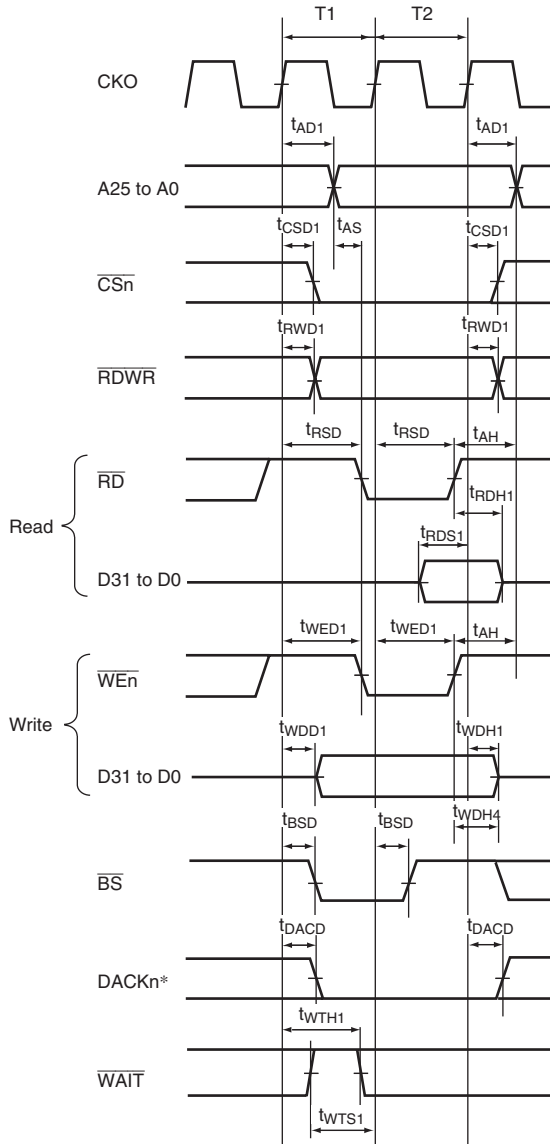 T1 T2
CKO
tAD1 tAD1
A25 to A0
tCSD1 tAS tCSD1
CSn
tRWD1 tRWD1
RDWR
tRSD tRSD tAH
RD
tRDH1
Read
tRDS1
D31 to D0
tWED1 tWED1 tAH
WEn
Write
tWDD1 tWDH1
D31 to D0
tWDH4
tBSD tBSD
BS
tDACD tDACD
DACKn*
tWTH1
WAIT
tWTS1